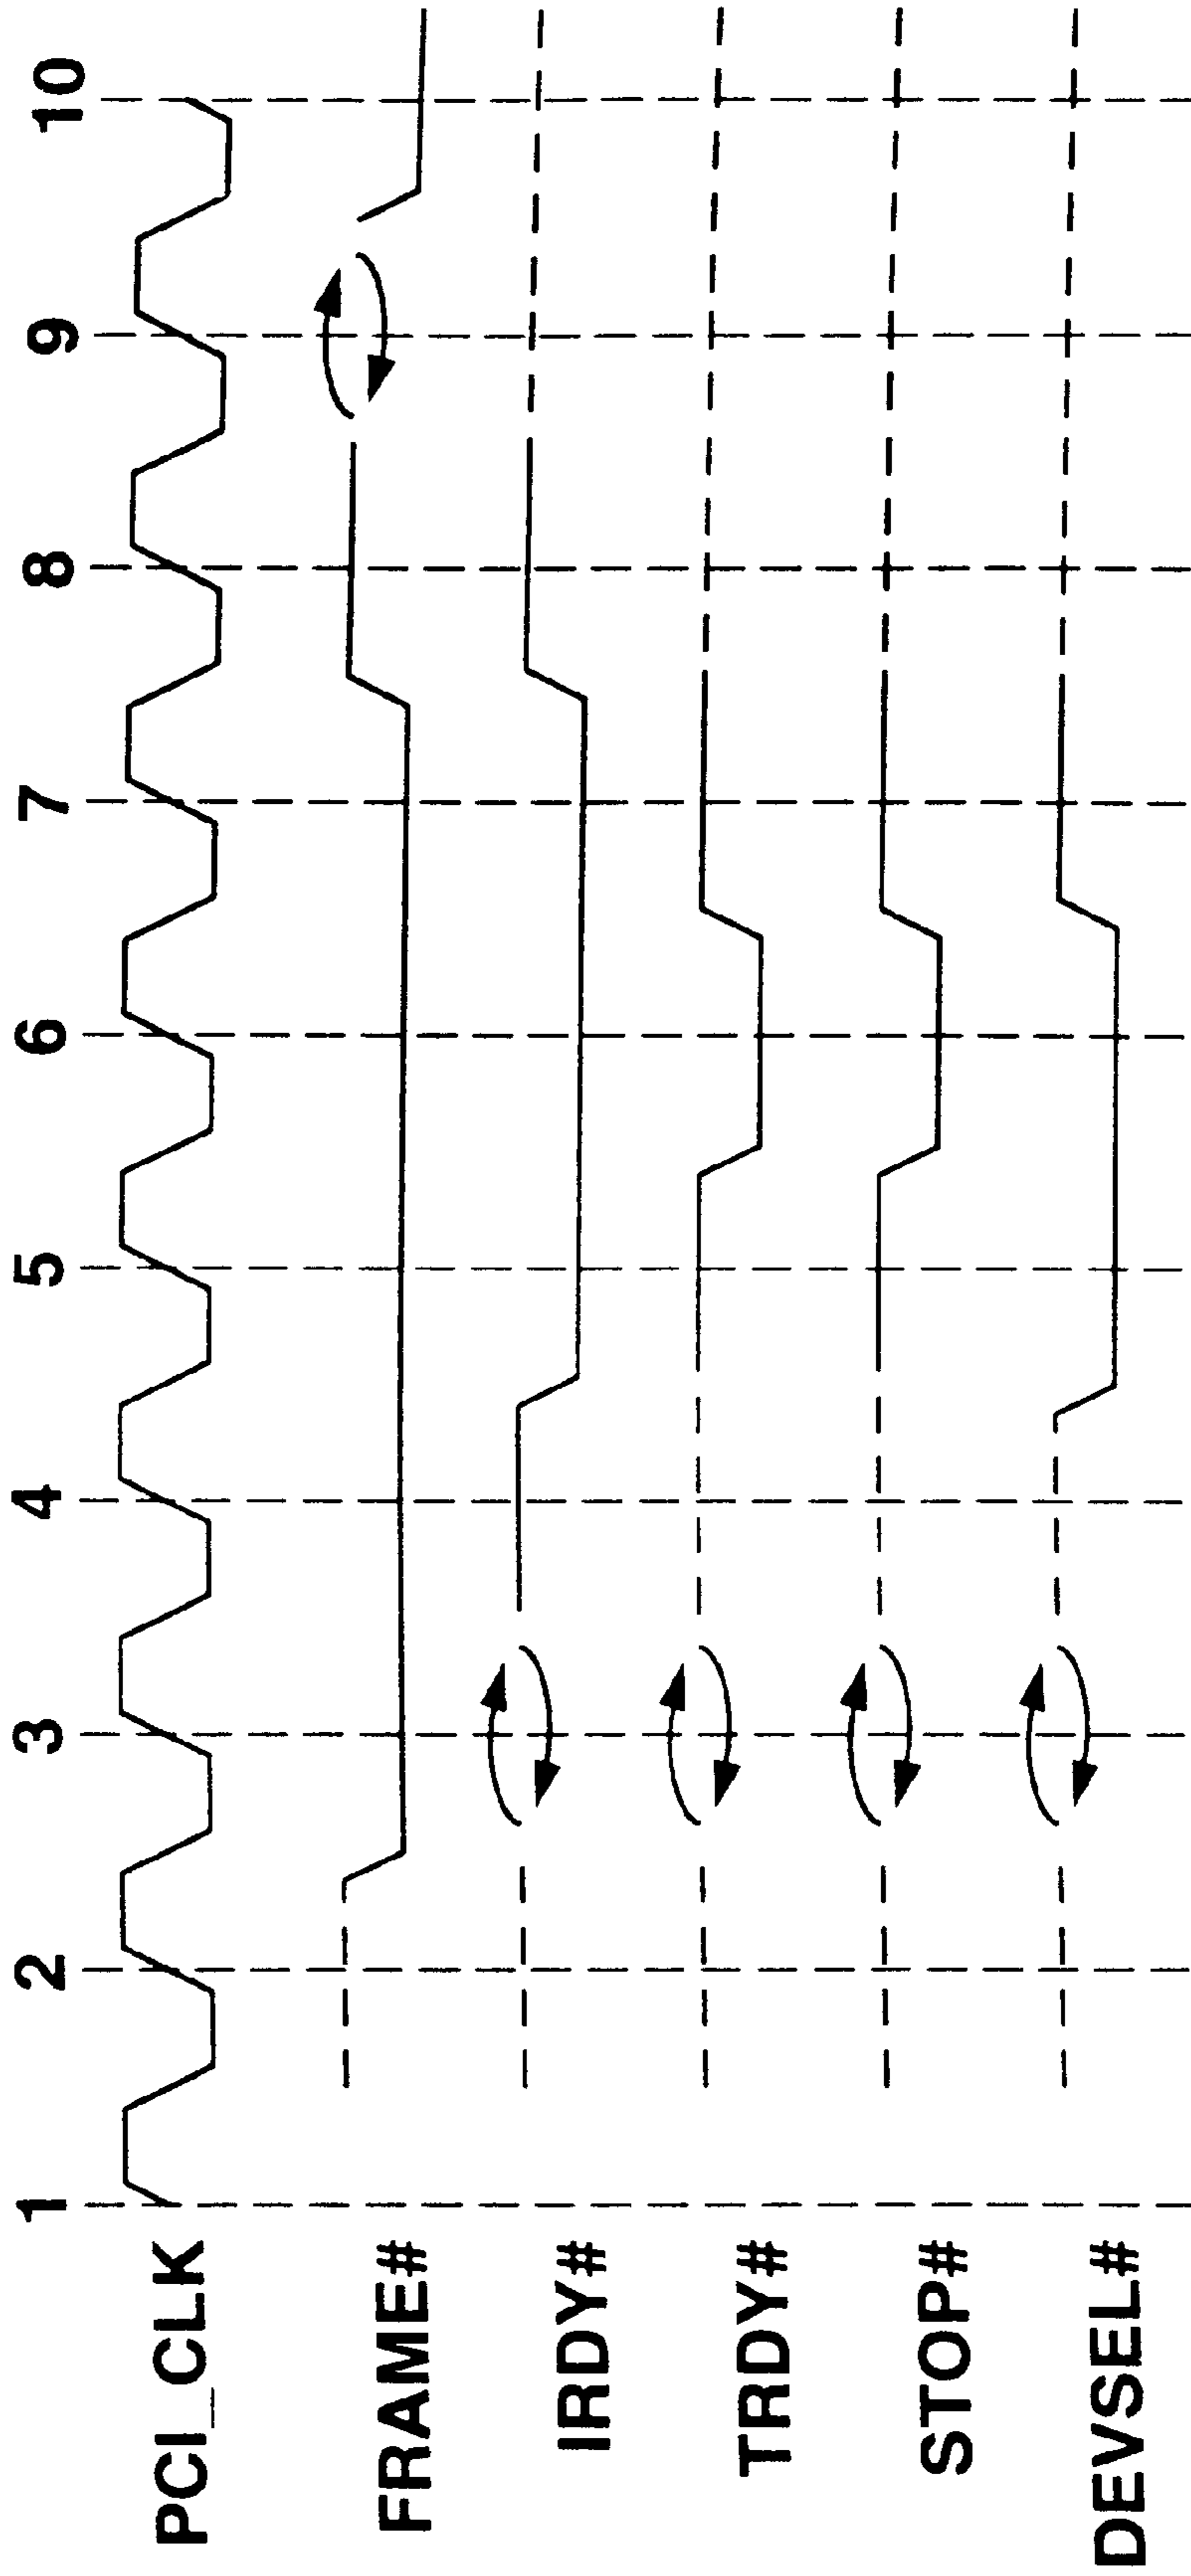 1 2 3 4 5 6 7 8 9 10
PCI_CLK
FRAME#
IRDY#
TRDY#
STOP#
DEVSEL#